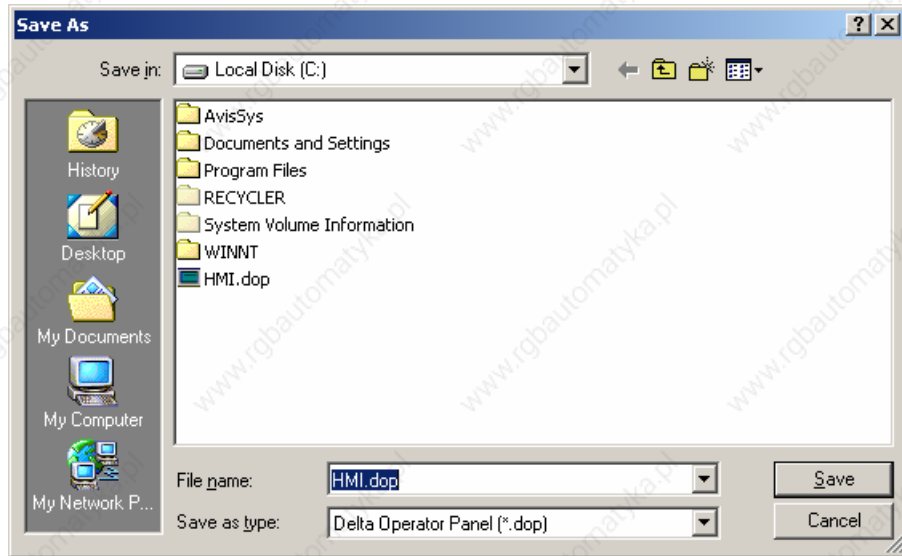 Save As
Save in:
Local Disk (C:)
History
Desktop
My Documents
My Computer
My Network P...
AvisSys
Documents and Settings
Program Files
RECYCLER
System Volume Information
WINNT
HMI.dop
File name:
HMI.dop
Save
Save as type:
Delta Operator Panel (*.dop)
Cancel
www.rgbautomatyka.pl